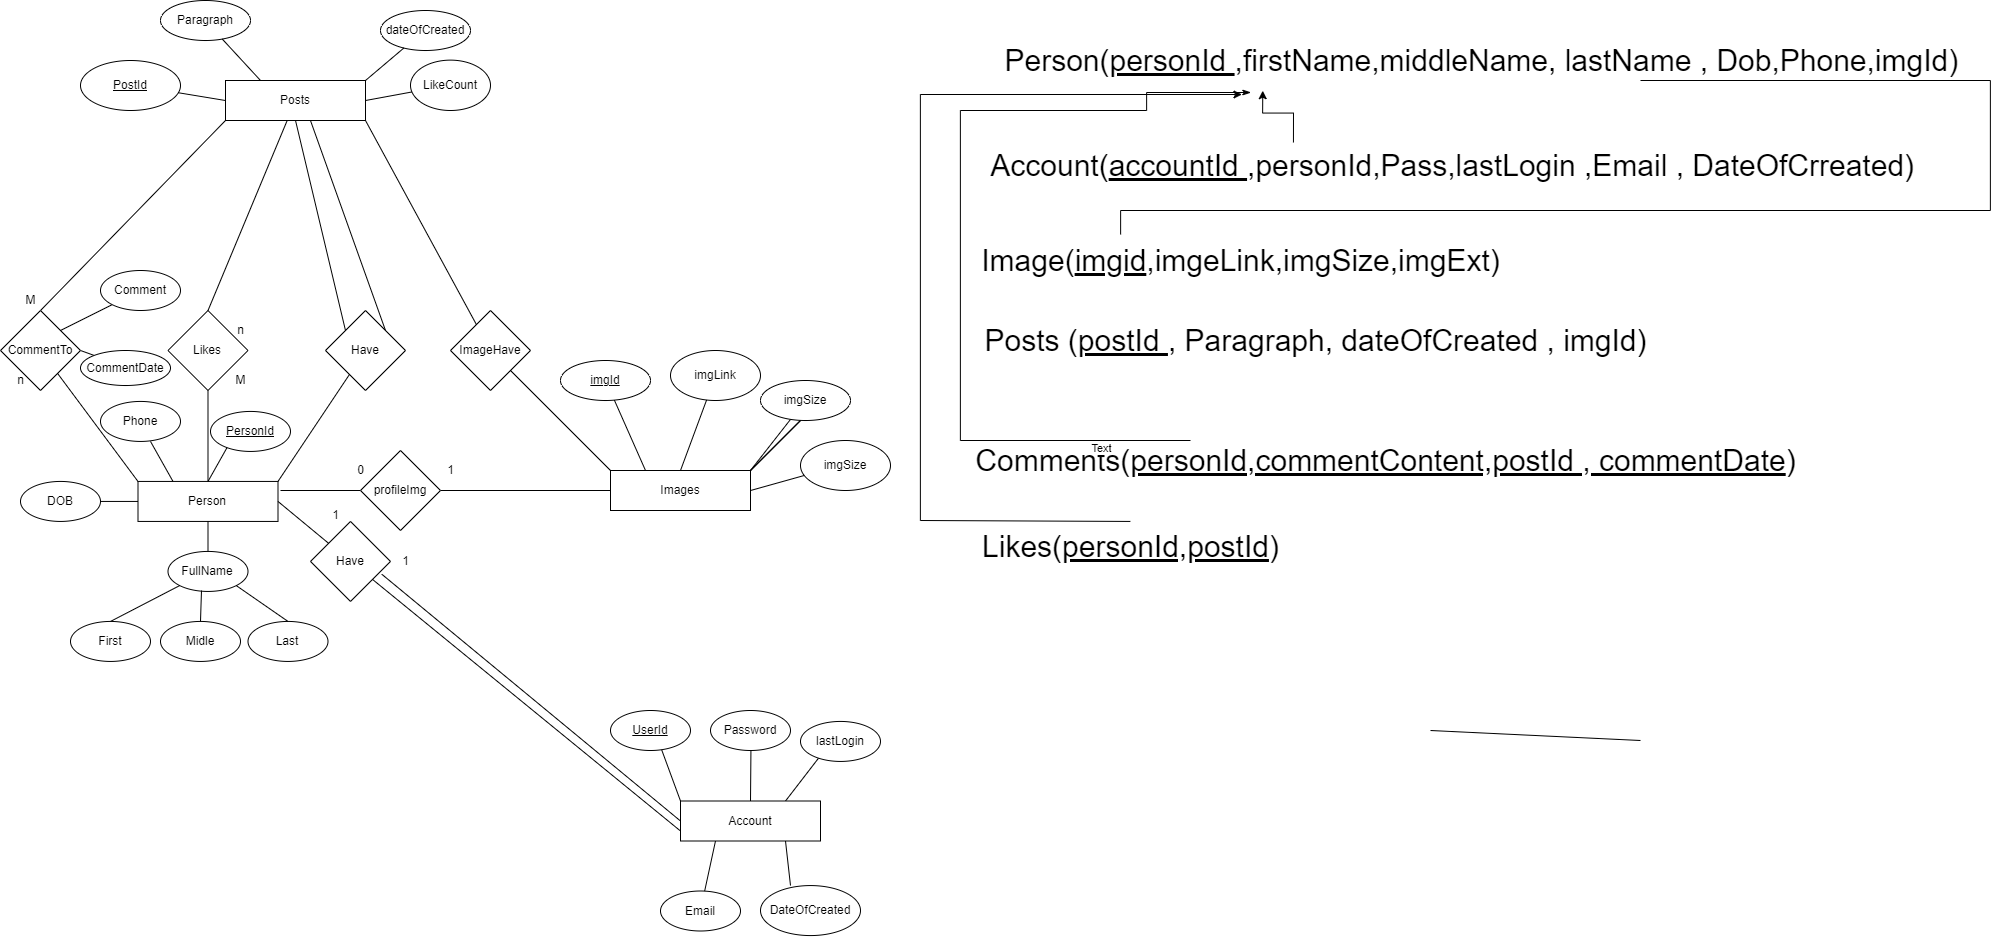 Paragraph
dateOfCreated
PostId
Posts
LikeCount
M
Comment
CommentTo
n
CommentDate
Likes
n
M
Have
ImageHave
Phone
PersonId
imgId
imgLink
imgSize
imgSize
DOB
Person
0
profileImg
1
Images
1
Have
1
FullName
First
Midle
Last
UserId
Password
lastLogin
Account
Email
DateOfCreated
Person(personId ,firstName,middleName, lastName , Dob,Phone,imgId)
Account(accountId ,personId,Pass,lastLogin ,Email , DateOfCrreated)
Image(imgid,imgeLink,imgSize,imgExt)
Posts (postId , Paragraph, dateOfCreated , imgId)
Text
Comments(personId,commentContent,postId , commentDate)
Likes(personId,postId)